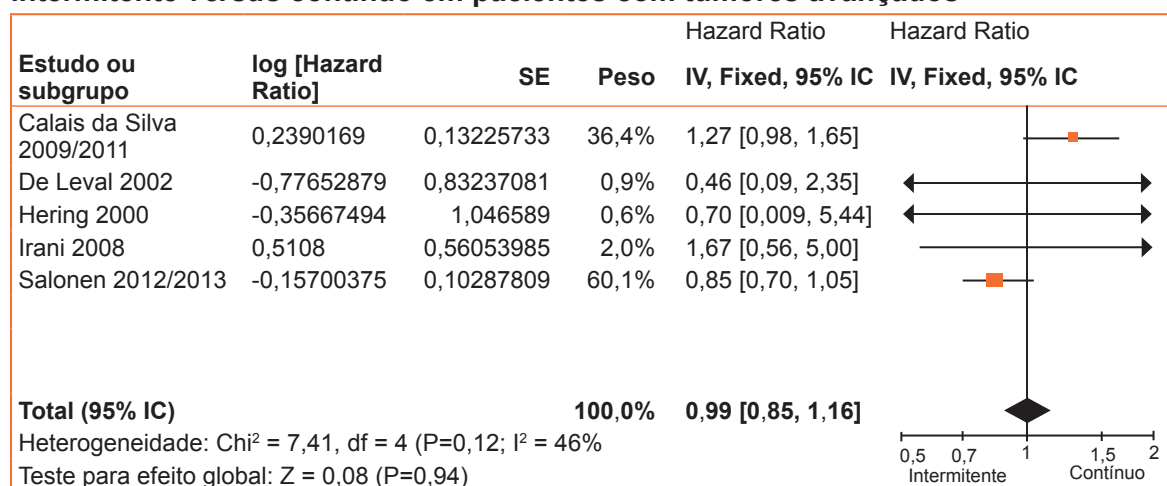 Hazard Ratio Hazard Ratio
Estudo ou subgrupo log [Hazard Ratio] SE Peso IV, Fixed, 95% IC IV, Fixed, 95% IC
Calais da Silva 2009/2011 0,2390169 0,13225733 36,4% 1,27 [0,98, 1,65]
De Leval 2002 -0,77652879 0,83237081 0,9% 0,46 [0,09, 2,35]
Hering 2000 -0,35667494 1,046589 0,6% 0,70 [0,009, 5,44]
Irani 2008 0,5108 0,56053985 2,0% 1,67 [0,56, 5,00]
Salonen 2012/2013 -0,15700375 0,10287809 60,1% 0,85 [0,70, 1,05]
Total (95% IC) 100,0% 0,99 [0,85, 1,16]
Heterogeneidade: Chi² = 7,41, df = 4 (P=0,12; I² = 46%
Teste para efeito global: Z = 0,08 (P=0,94)
0,5 0,7 1 1,5 2
Intermitente Contínuo